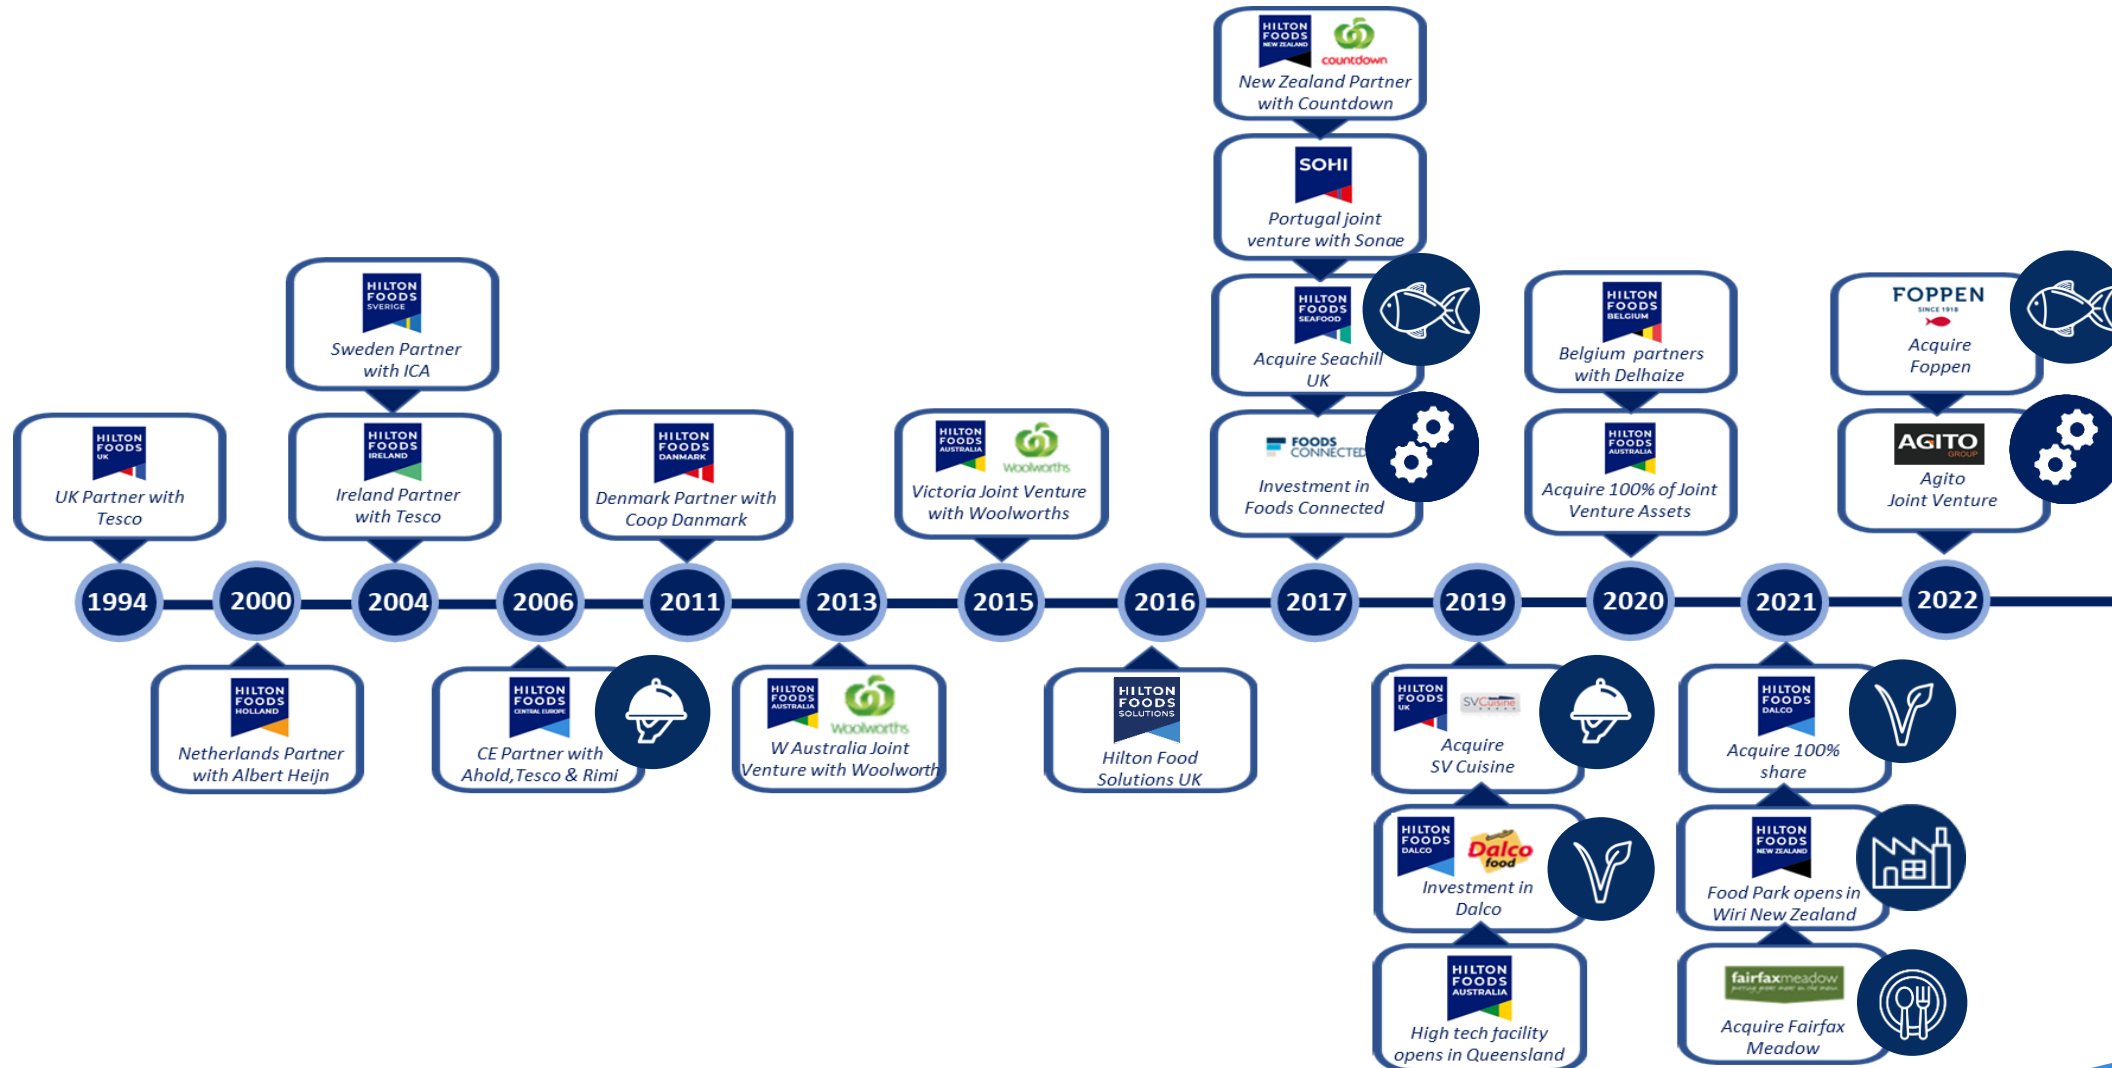 HILTON
FOODS
NEW ZEALAND
countdown
New Zealand Partner
with Countdown
SOHI
Portugal joint
venture with Sonae
HILTON
FOODS
SEAFOOD
Acquire Seachill
UK
FOODS
CONNECTED
Investment in
Foods Connected
HILTON
FOODS
SVERIGE
Sweden Partner
with ICA
HILTON
FOODS
IRELAND
Ireland Partner
with Tesco
HILTON
FOODS
UK
UK Partner with
Tesco
HILTON
FOODS
DANMARK
Denmark Partner with
Coop Danmark
HILTON
FOODS
AUSTRALIA
Woolworths
Victoria Joint Venture
with Woolworths
HILTON
FOODS
BELGIUM
Belgium partners
with Delhaize
HILTON
FOODS
AUSTRALIA
Acquire 100% of Joint
Venture Assets
FOPPEN
SINCE 1918
Acquire
Foppen
AGITO
GROUP
Agito
Joint Venture
1994
2000
2004
2006
2011
2013
2015
2016
2017
2019
2020
2021
2022
HILTON
FOODS
HOLLAND
Netherlands Partner
with Albert Heijn
HILTON
FOODS
CENTRAL EUROPE
CE Partner with
Ahold,Tesco & Rimi
HILTON
FOODS
AUSTRALIA
Woolworths
W Australia Joint
Venture with Woolworth
HILTON
FOODS
SOLUTIONS
Hilton Food
Solutions UK
HILTON
FOODS
UK
SVCuisine
Acquire
SV Cuisine
HILTON
FOODS
DALCO
Dalco
food
Investment in
Dalco
HILTON
FOODS
AUSTRALIA
High tech facility
opens in Queensland
HILTON
FOODS
DALCO
Acquire 100%
share
HILTON
FOODS
NEW ZEALAND
Food Park opens in
Wiri New Zealand
fairfaxmeadow
Acquire Fairfax
Meadow